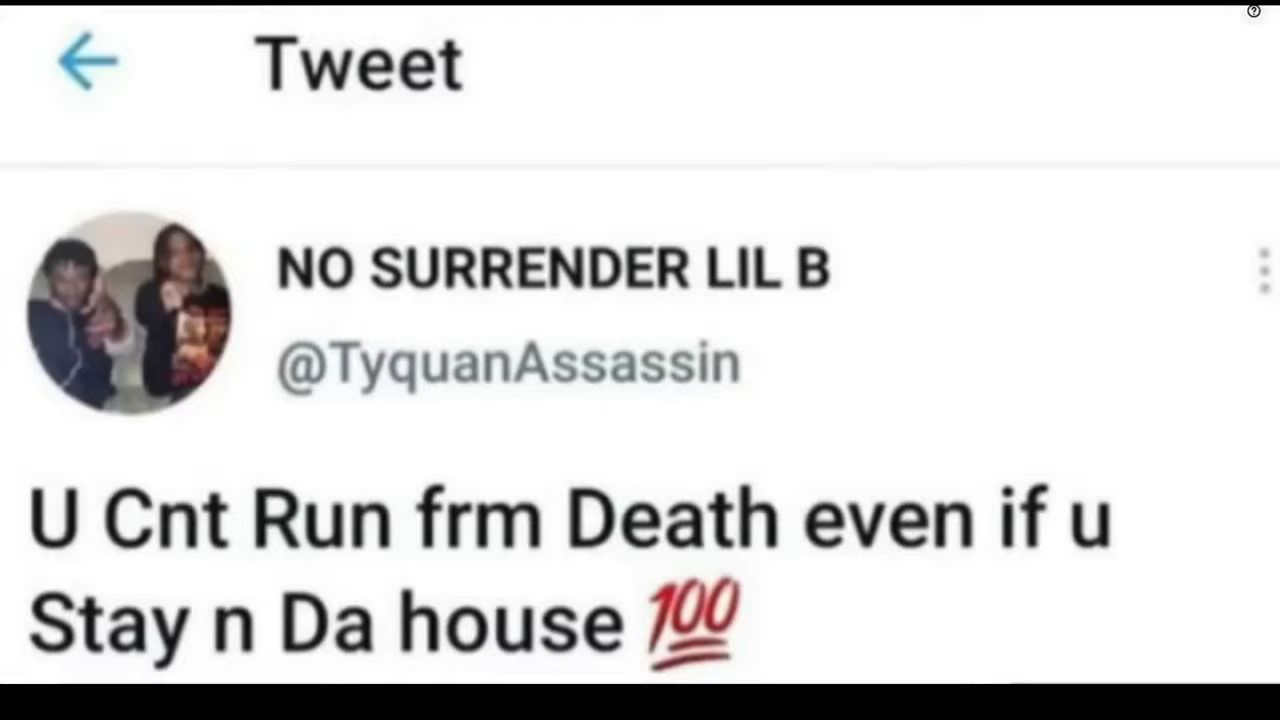 Tweet
NO SURRENDER LIL B
@TyquanAssassin
U Cnt Run frm Death even if u
Stay n Da house 💯